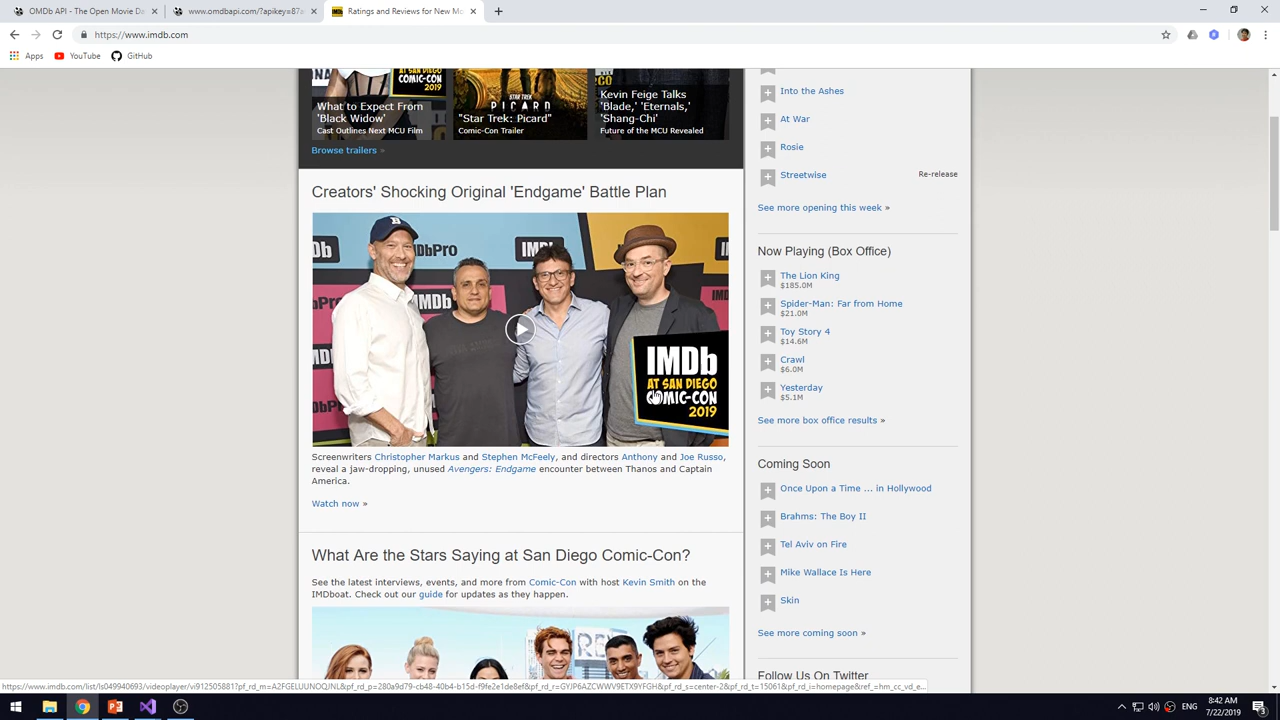 OMDb API - The Open Movie Da
www.omdbapi.com/?apikey=87a
Ratings and Reviews for New Mo
https://www.imdb.com
Apps
YouTube
GitHub
AT SAN DIEGO
COMIC-CON
2019
What to Expect From
'Black Widow'
Cast Outlines Next MCU Film
STAR TREK
PICARD
"Star Trek: Picard"
Comic-Con Trailer
Kevin Feige Talks
'Blade,' 'Eternals,'
'Shang-Chi'
Future of the MCU Revealed
Browse trailers »
Creators' Shocking Original 'Endgame' Battle Plan
IMDbPro
IMDb
IMDb
AT SAN DIEGO
COMIC-CON
2019
Screenwriters Christopher Markus and Stephen McFeely, and directors Anthony and Joe Russo,
reveal a jaw-dropping, unused Avengers: Endgame encounter between Thanos and Captain
America.
Watch now »
What Are the Stars Saying at San Diego Comic-Con?
See the latest interviews, events, and more from Comic-Con with host Kevin Smith on the
IMDboat. Check out our guide for updates as they happen.
Into the Ashes
At War
Rosie
Streetwise
Re-release
See more opening this week »
Now Playing (Box Office)
The Lion King
$185.0M
Spider-Man: Far from Home
$21.0M
Toy Story 4
$14.6M
Crawl
$6.0M
Yesterday
$5.1M
See more box office results »
Coming Soon
Once Upon a Time ... in Hollywood
Brahms: The Boy II
Tel Aviv on Fire
Mike Wallace Is Here
Skin
See more coming soon »
Follow Us On Twitter
ENG
8:42 AM
7/22/2019
3